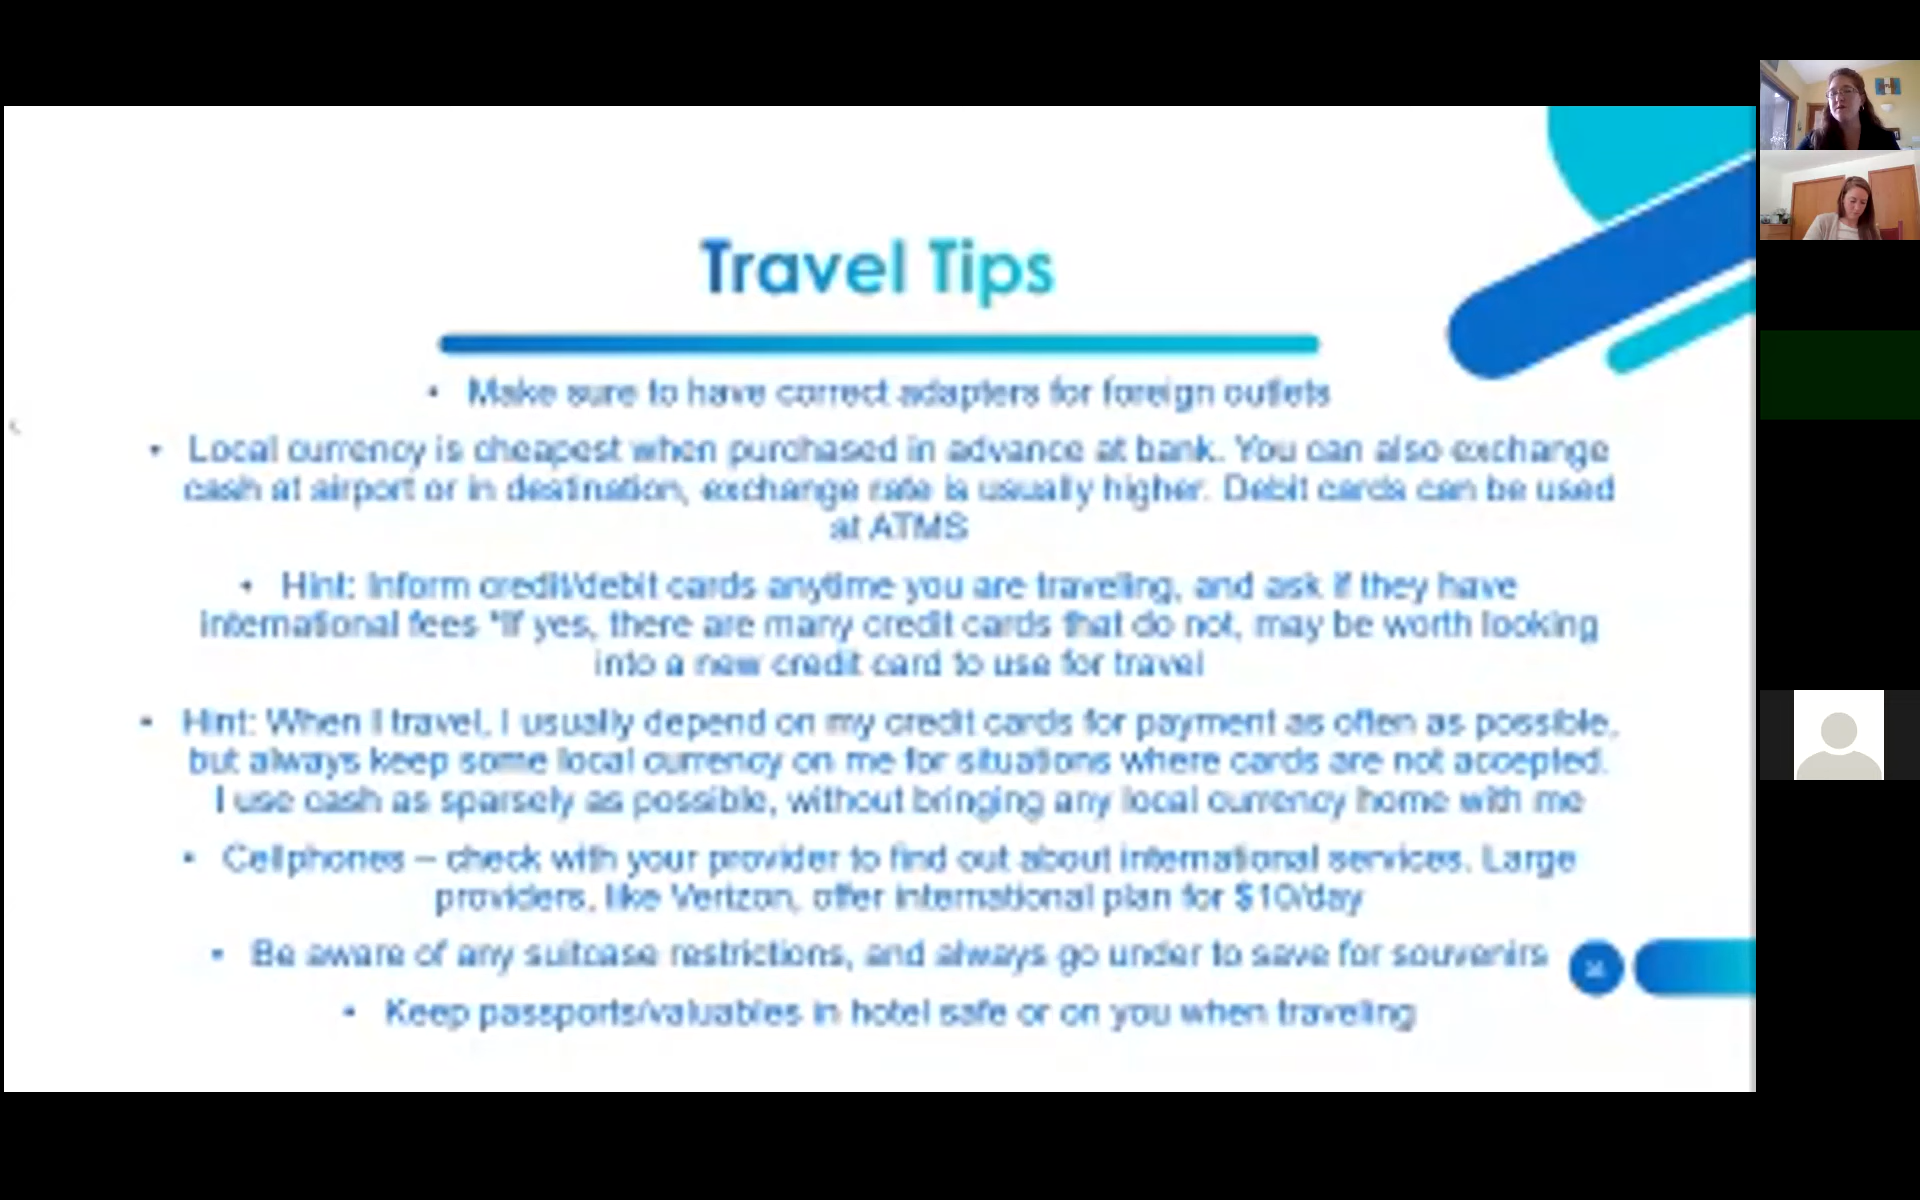 Travel Tips
• Make sure to have correct adapters for foreign outlets
• Local currency is cheapest when purchased in advance at bank. You can also exchange
cash at airport or in destination, exchange rate is usually higher. Debit cards can be used
at ATMS
• Hint: Inform credit/debit cards anytime you are traveling, and ask if they have
international fees *If yes, there are many credit cards that do not, may be worth looking
into a new credit card to use for travel
• Hint: When I travel, I usually depend on my credit cards for payment as often as possible,
but always keep some local currency on me for situations where cards are not accepted.
I use cash as sparsely as possible, without bringing any local currency home with me
• Cellphones – check with your provider to find out about international services. Large
providers, like Verizon, offer international plan for $10/day
• Be aware of any suitcase restrictions, and always go under to save for souvenirs
• Keep passports/valuables in hotel safe or on you when traveling